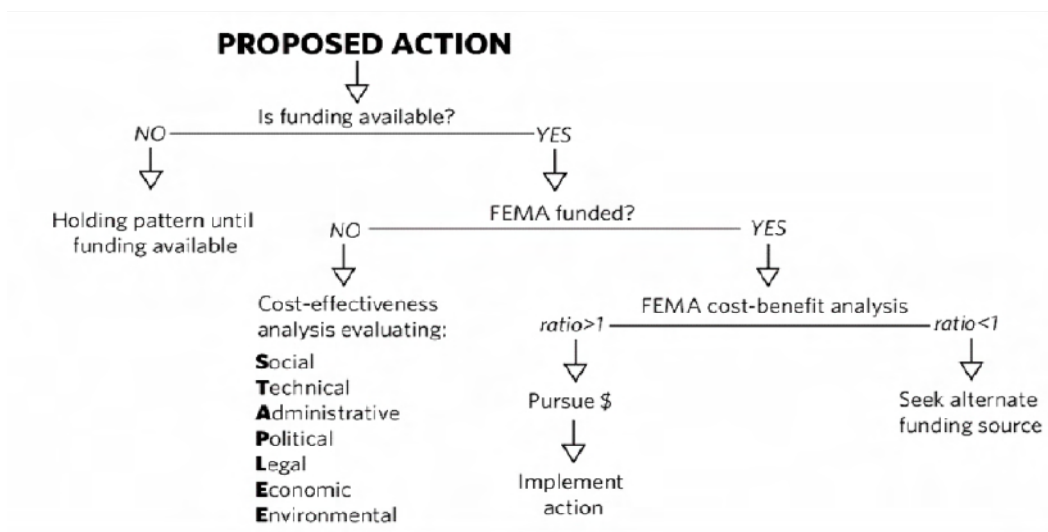 PROPOSED ACTION
Is funding available?
NO
YES
Holding pattern until
funding available
FEMA funded?
NO
YES
Cost-effectiveness
analysis evaluating:
Social
Technical
Administrative
Political
Legal
Economic
Environmental
FEMA cost-benefit analysis
ratio>1
ratio<1
Pursue $
Implement
action
Seek alternate
funding source